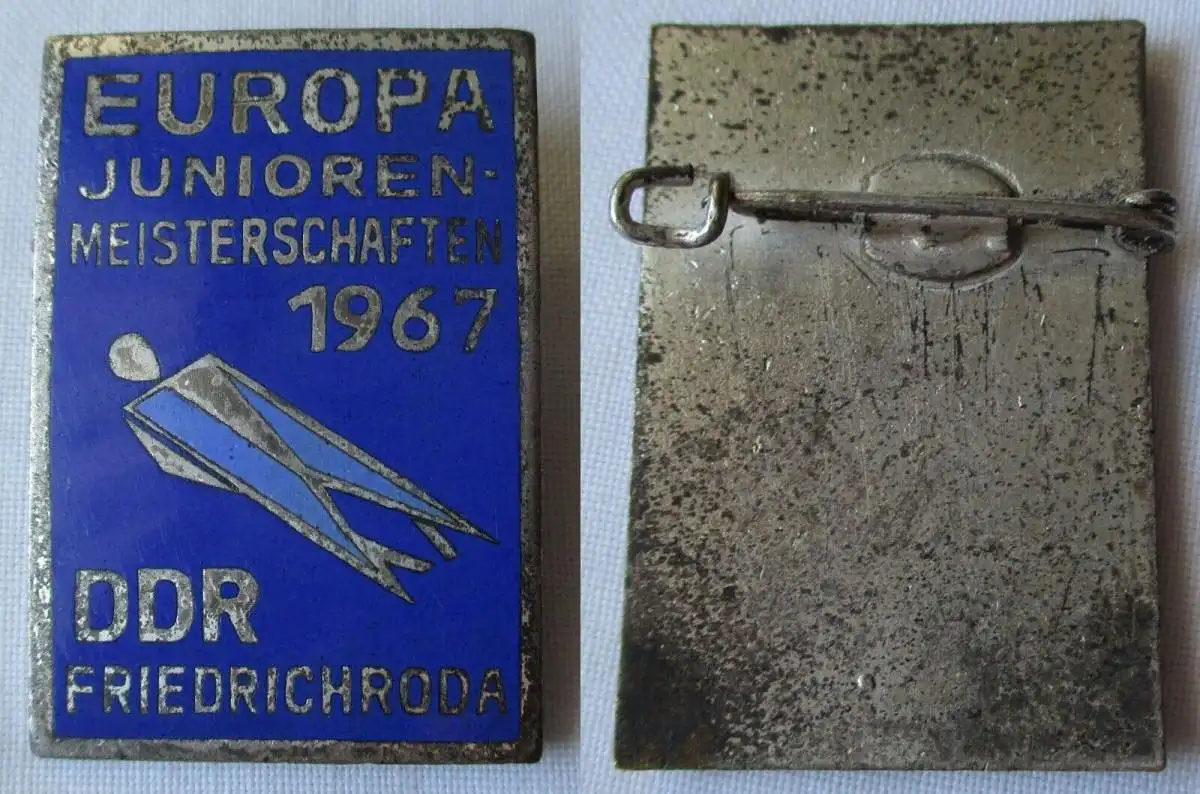 EUROPA
JUNIOREN-
MEISTERSCHAFTEN
1967
DDR
FRIEDRICHRODA